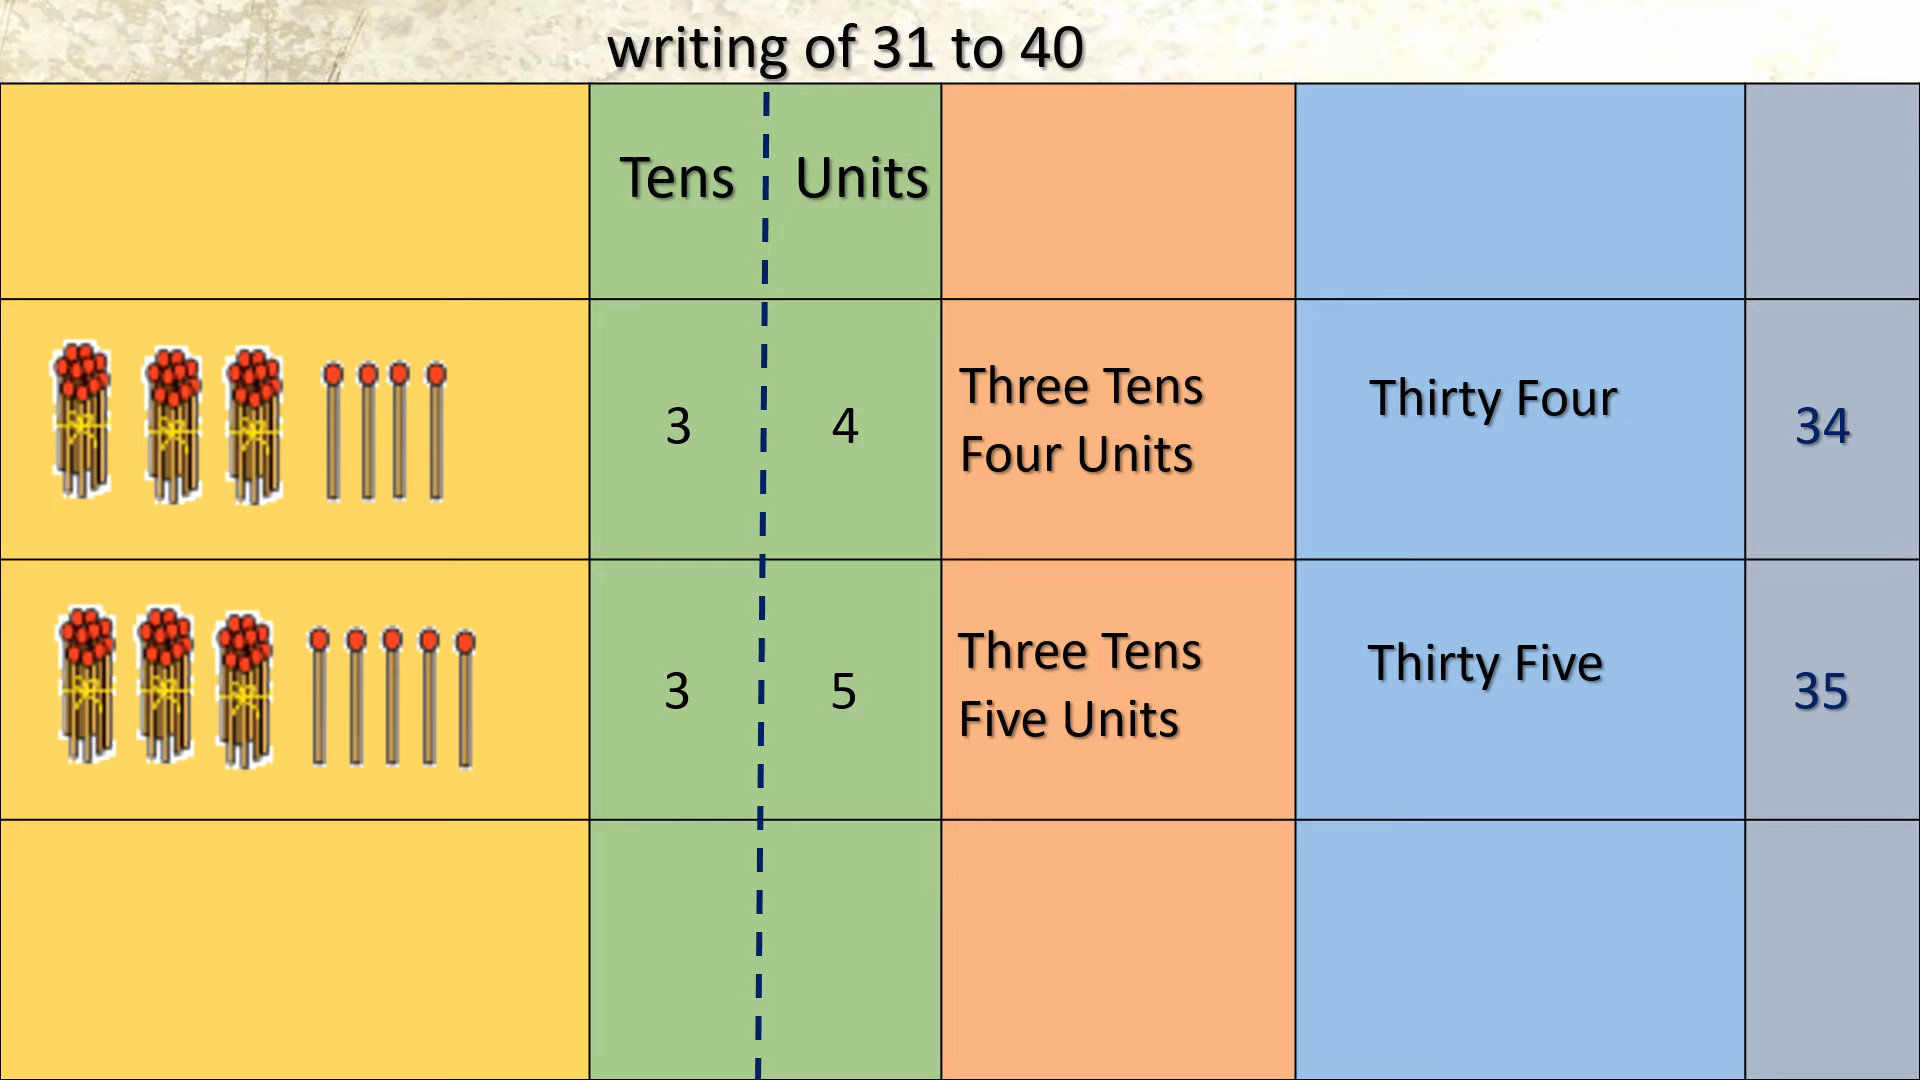 writing of 31 to 40
Tens Units
3 4 Three Tens Four Units Thirty Four 34
3 5 Three Tens Five Units Thirty Five 35